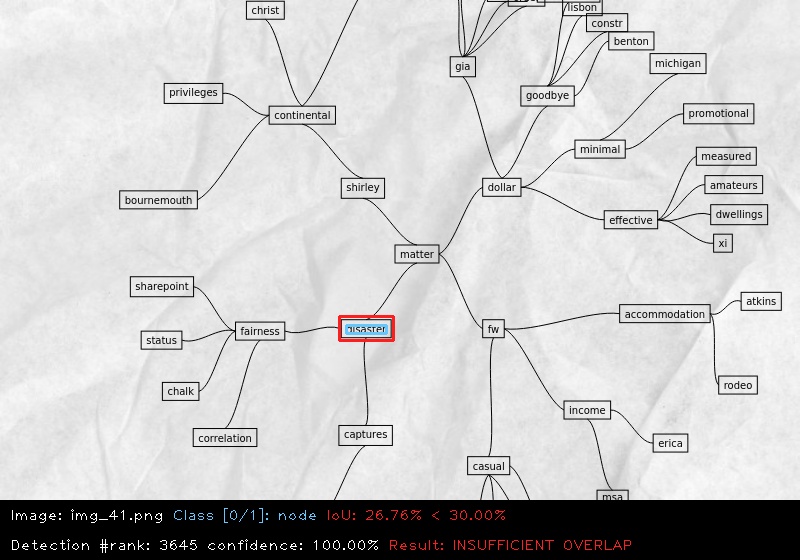 christ
lisbon
constr
benton
gia
michigan
privileges
goodbye
continental
promotional
minimal
measured
shirley
dollar
amateurs
bournemouth
dwellings
effective
xi
matter
sharepoint
atkins
accommodation
fairness
disaster
fw
status
rodeo
chalk
income
captures
correlation
erica
casual
msa
Image: img_41.png Class [0/1]: node IoU: 26.76% < 30.00%
Detection #rank: 3645 confidence: 100.00% Result: INSUFFICIENT OVERLAP